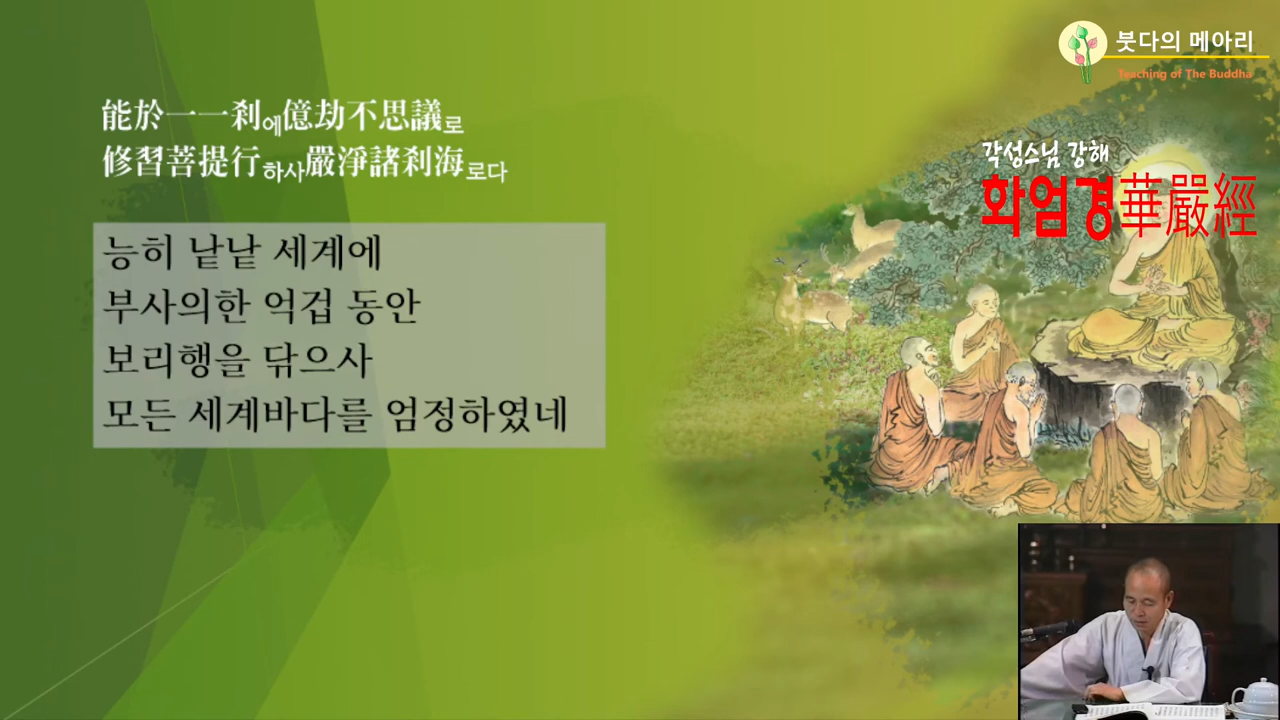 能於一一刹에億劫不思議로
修習菩提行하사嚴淨諸刹海로다
능히 낱낱 세계에
부사의한 억겁 동안
보리행을 닦으사
모든 세계바다를 엄정하였네
붓다의 메아리
Teaching of The Buddha
각성스님 강해
화엄경華嚴經